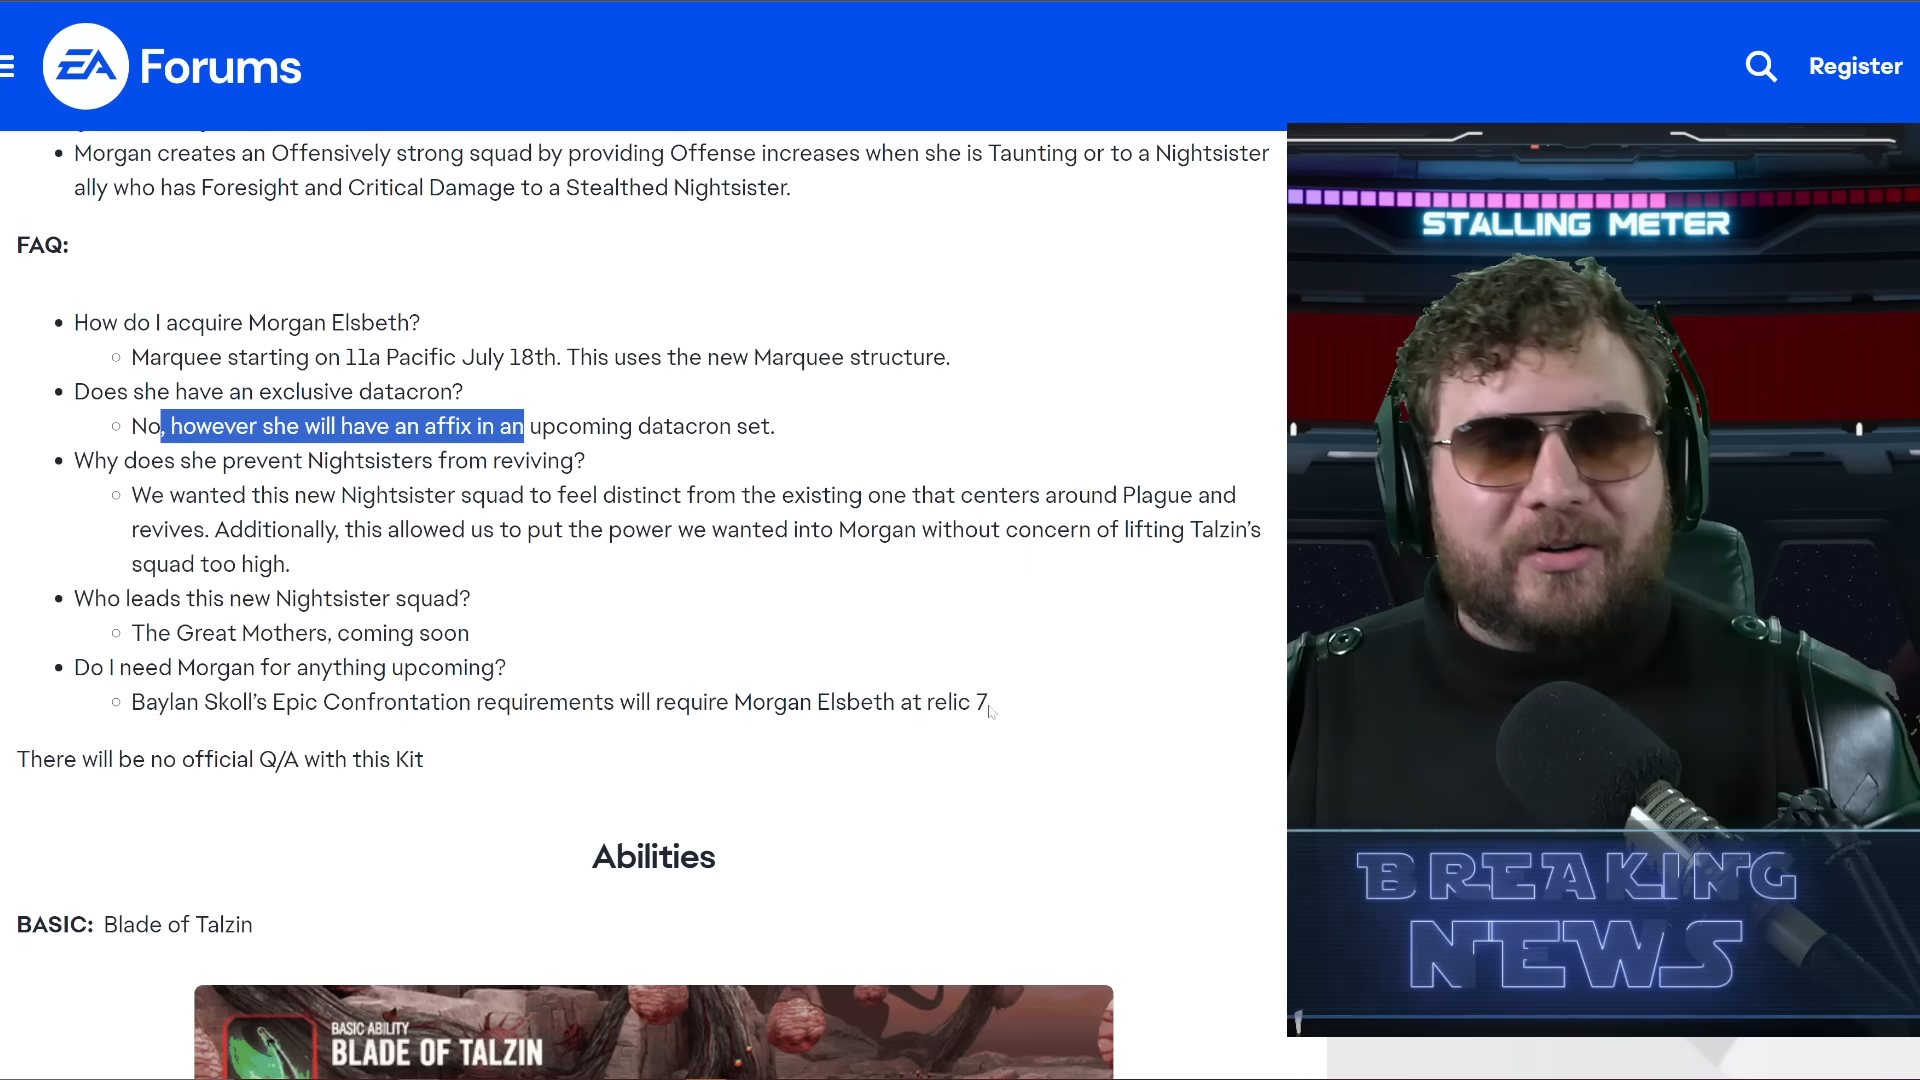 EA Forums
Register
Morgan creates an Offensively strong squad by providing Offense increases when she is Taunting or to a Nightsister
ally who has Foresight and Critical Damage to a Stealthed Nightsister.
FAQ:
How do I acquire Morgan Elsbeth?
Marquee starting on 11a Pacific July 18th. This uses the new Marquee structure.
Does she have an exclusive datacron?
No, however she will have an affix in an upcoming datacron set.
Why does she prevent Nightsisters from reviving?
We wanted this new Nightsister squad to feel distinct from the existing one that centers around Plague and
revives. Additionally, this allowed us to put the power we wanted into Morgan without concern of lifting Talzin’s
squad too high.
Who leads this new Nightsister squad?
The Great Mothers, coming soon
Do I need Morgan for anything upcoming?
Baylan Skoll’s Epic Confrontation requirements will require Morgan Elsbeth at relic 7
There will be no official Q/A with this Kit
Abilities
BASIC: Blade of Talzin
BASIC ABILITY
BLADE OF TALZIN
STALLING METER
BREAKING
NEWS